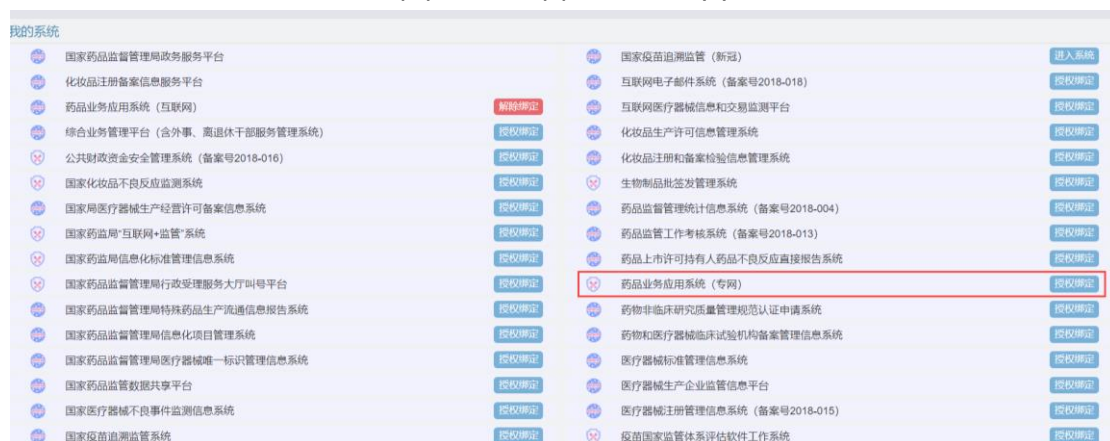 我的系统
国家药品监督管理局政务服务平台
国家疫苗追溯监管（新冠） 进入系统
化妆品注册备案信息服务平台
互联网电子邮件系统（备案号2018-018） 授权绑定
药品业务应用系统（互联网） 解除绑定
互联网医疗器械信息和交易监测平台 授权绑定
综合业务管理平台（含外事、离退休干部服务管理系统） 授权绑定
化妆品生产许可信息管理系统 授权绑定
公共财政资金安全管理系统（备案号2018-016） 授权绑定
化妆品注册和备案检验信息管理系统 授权绑定
国家化妆品不良反应监测系统 授权绑定
生物制品批签发管理系统 授权绑定
国家局医疗器械生产经营许可备案信息系统 授权绑定
药品监督管理统计信息系统（备案号2018-004） 授权绑定
国家药监局“互联网+监管”系统 授权绑定
药品监管工作考核系统（备案号2018-013） 授权绑定
国家药监局信息化标准管理信息系统 授权绑定
药品上市许可持有人药品不良反应直接报告系统 授权绑定
国家药品监督管理局行政受理服务大厅叫号平台 授权绑定
药品业务应用系统（专网） 授权绑定
国家药品监督管理局特殊药品生产流通信息报告系统 授权绑定
药物非临床研究质量管理规范认证申请系统 授权绑定
国家药品监督管理局信息化项目管理系统 授权绑定
药物和医疗器械临床试验机构备案管理信息系统 授权绑定
国家药品监督管理局医疗器械唯一标识管理信息系统 授权绑定
医疗器械标准管理信息系统 授权绑定
国家药品监管数据共享平台 授权绑定
医疗器械生产企业监管信息平台 授权绑定
国家医疗器械不良事件监测信息系统 授权绑定
医疗器械注册管理信息系统（备案号2018-015） 授权绑定
国家疫苗追溯监管系统 授权绑定
疫苗国家监管体系评估软件工作系统 授权绑定